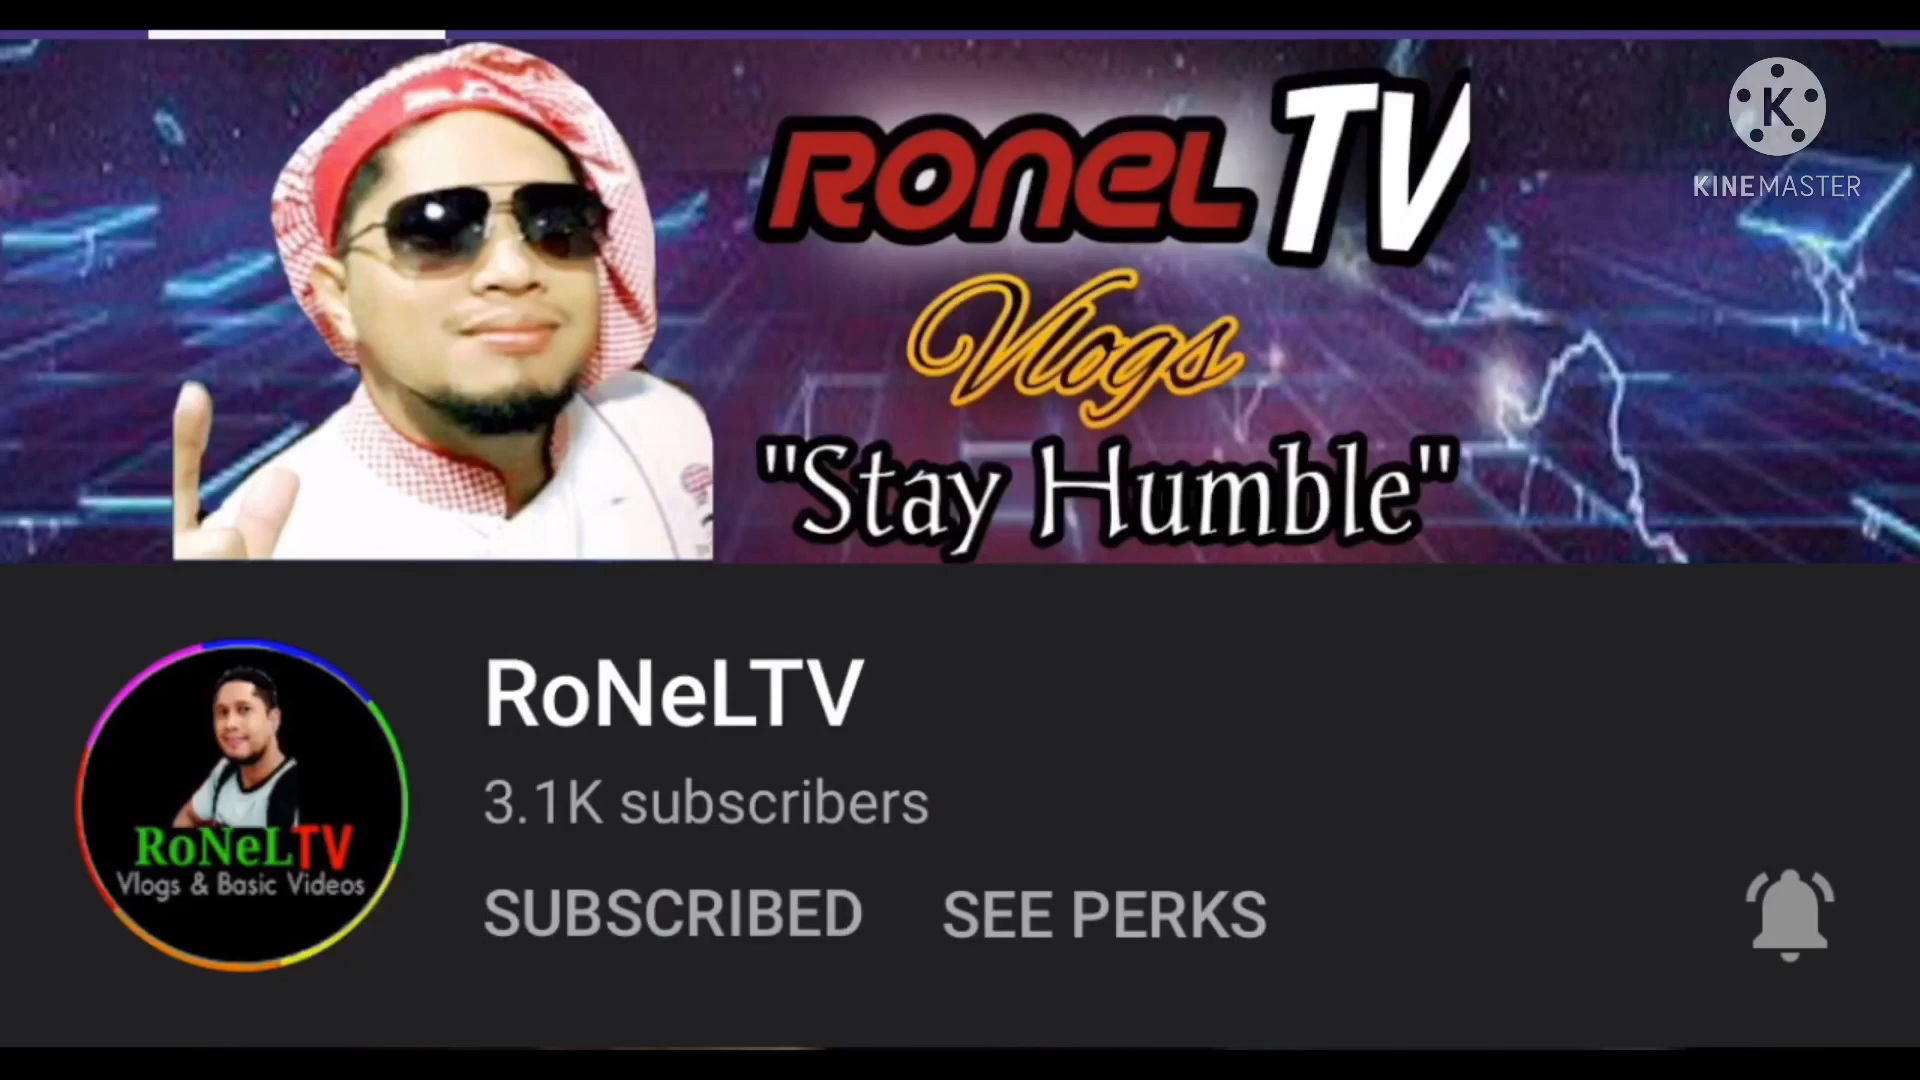 RONEL TV
KINEMASTER
Vlogs
"Stay Humble"
RoNeLTV
3.1K subscribers
SUBSCRIBED SEE PERKS
RoNeLTV
Vlogs & Basic Videos